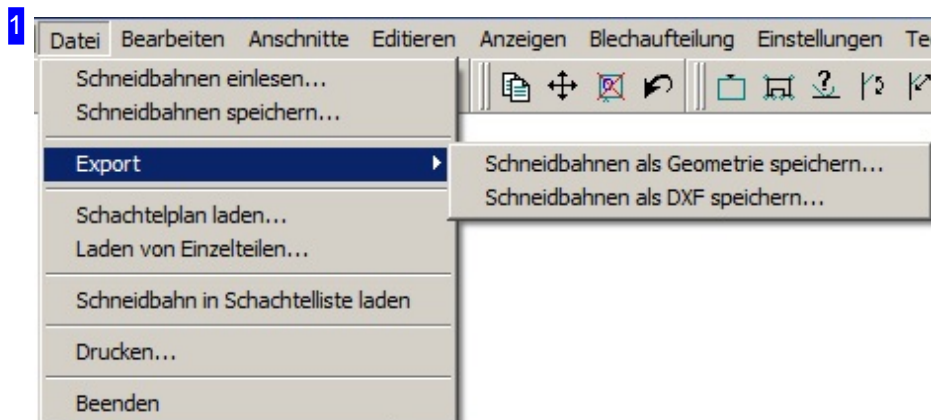 1
Datei Bearbeiten Anschnitte Editieren Anzeigen Blechaufteilung Einstellungen
Schneidbahnen einlesen...
Schneidbahnen speichern...
Export
Schneidbahnen als Geometrie speichern...
Schneidbahnen als DXF speichern...
Schachtelplan laden...
Laden von Einzelteilen...
Schneidbahn in Schachtelliste laden
Drucken...
Beenden